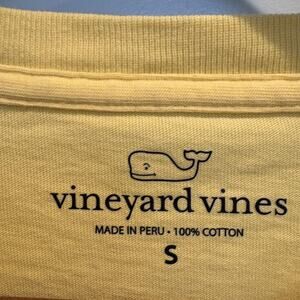 vineyard vines
MADE IN PERU • 100% COTTON
S